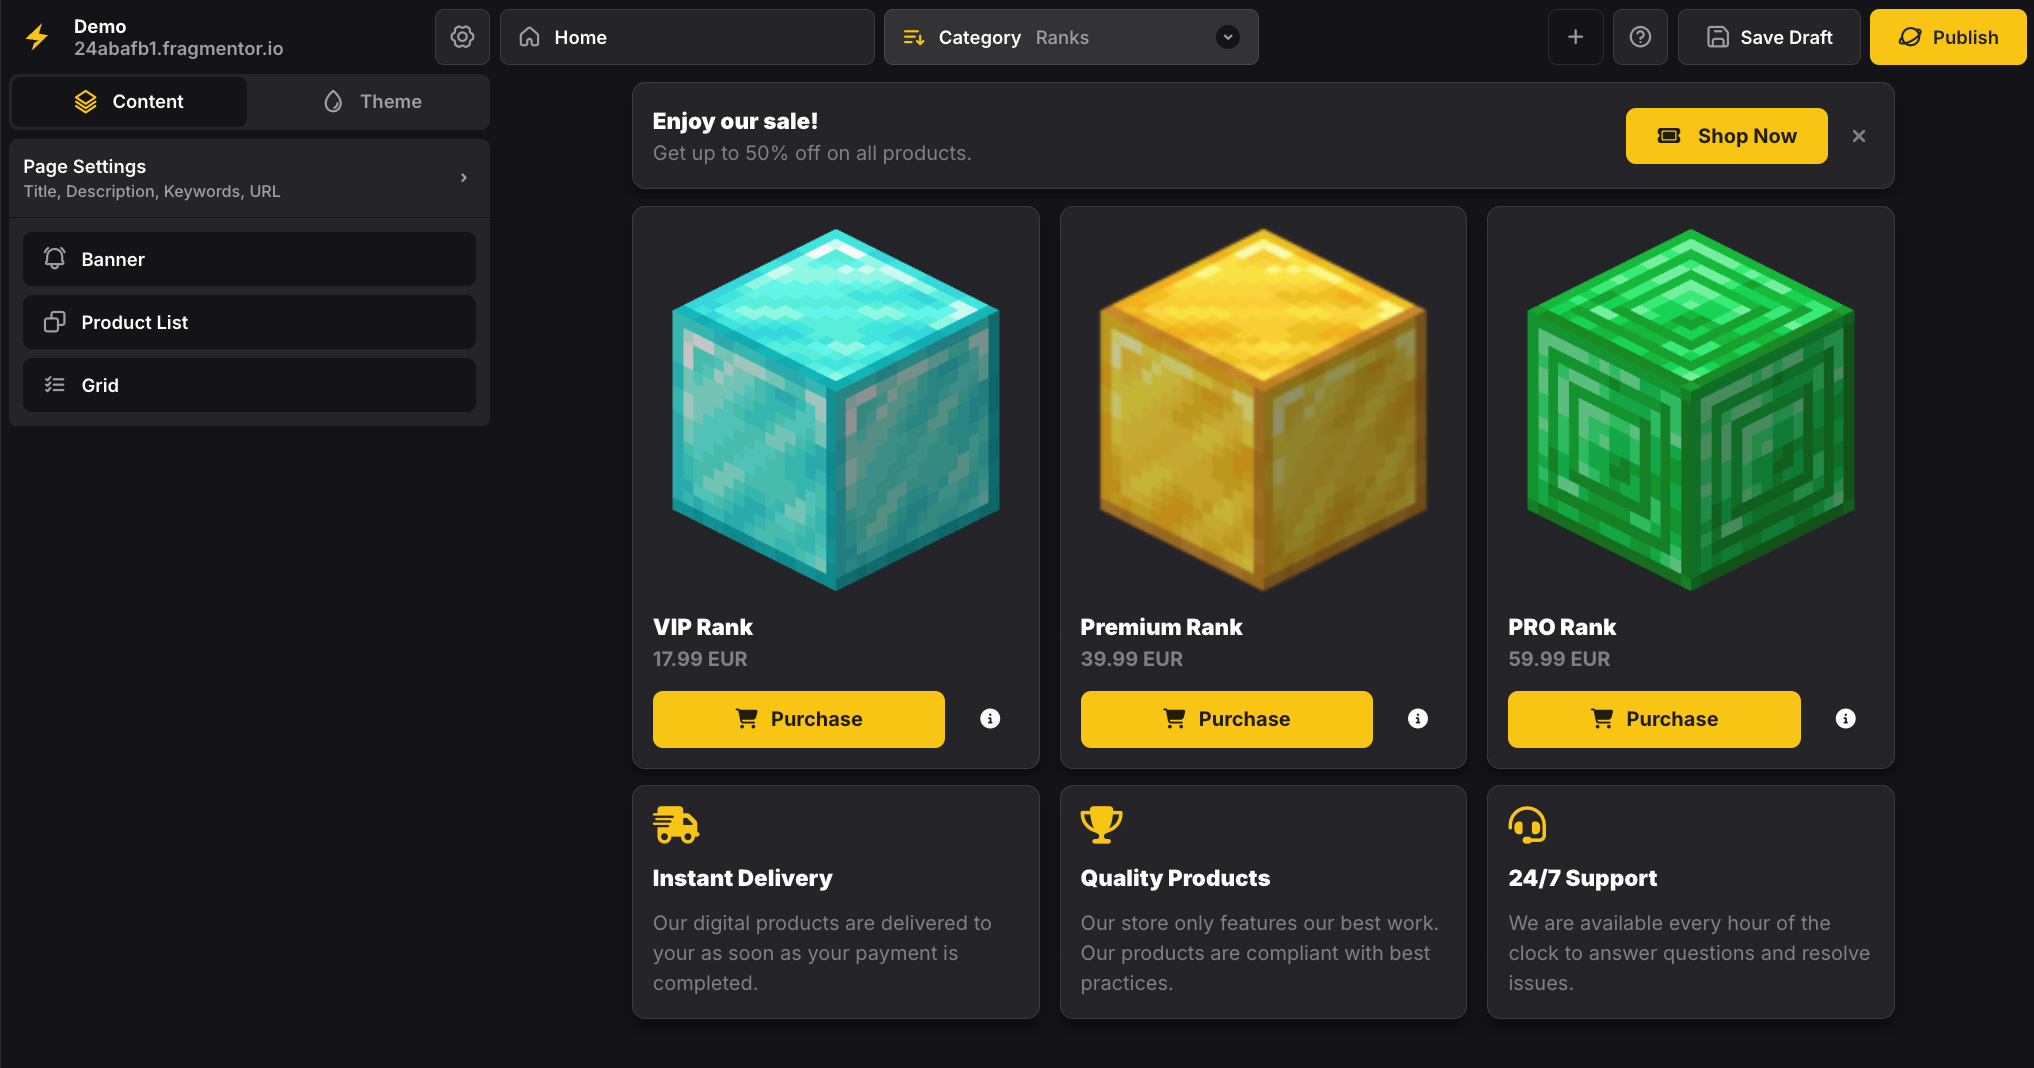 Demo
24abafb1.fragmentor.io
Home
Category Ranks
Save Draft
Publish
Content
Theme
Page Settings
Title, Description, Keywords, URL
Banner
Product List
Grid
Enjoy our sale!
Get up to 50% off on all products.
Shop Now
VIP Rank
17.99 EUR
Purchase
Premium Rank
39.99 EUR
Purchase
PRO Rank
59.99 EUR
Purchase
Instant Delivery
Our digital products are delivered to
your as soon as your payment is
completed.
Quality Products
Our store only features our best work.
Our products are compliant with best
practices.
24/7 Support
We are available every hour of the
clock to answer questions and resolve
issues.